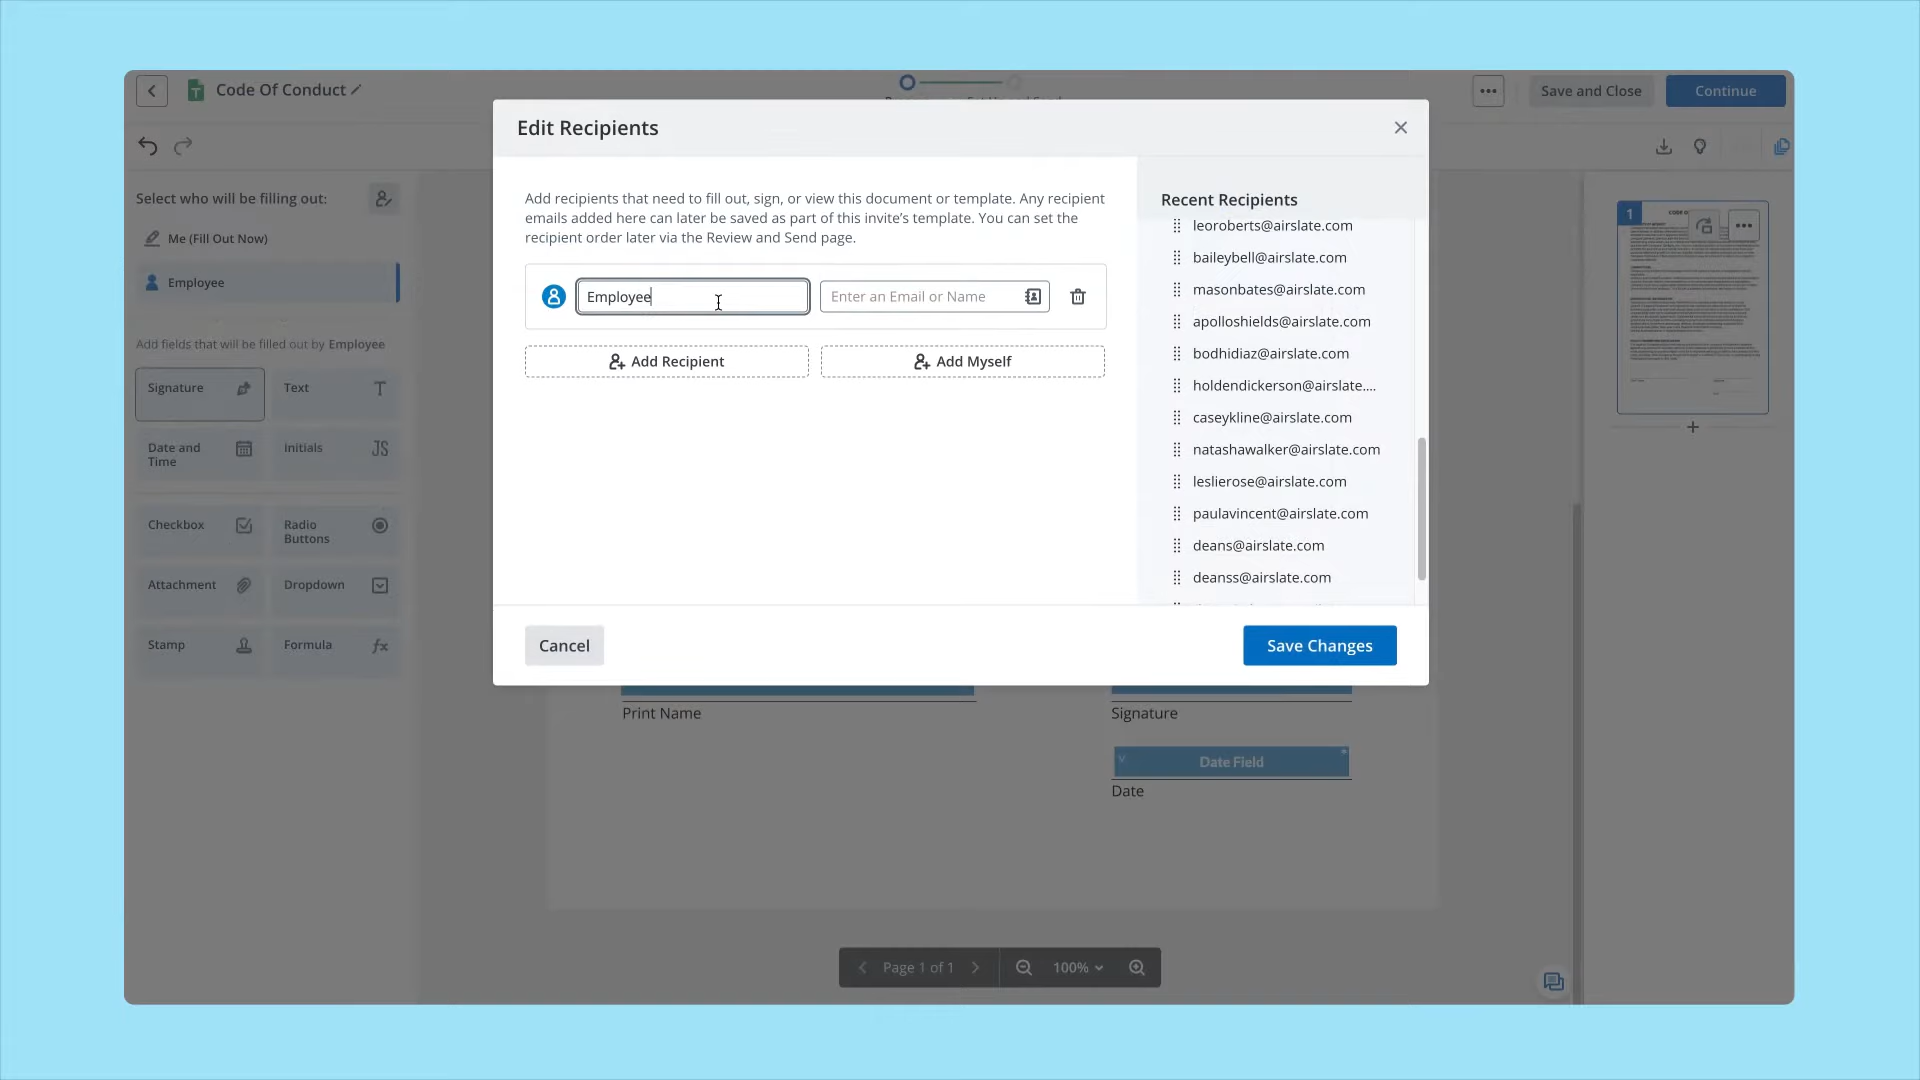 Code Of Conduct
Save and Close
Continue
Select who will be filling out:
Me (Fill Out Now)
Employee
Add fields that will be filled out by Employee
Signature
Text
Date and
Time
Initials
Checkbox
Radio
Buttons
Attachment
Dropdown
Stamp
Formula
Edit Recipients
Add recipients that need to fill out, sign, or view this document or template. Any recipient
emails added here can later be saved as part of this invite's template. You can set the
recipient order later via the Review and Send page.
Employee
Enter an Email or Name
Add Recipient
Add Myself
Recent Recipients
leoroberts@airslate.com
baileybell@airslate.com
masonbates@airslate.com
apolloshields@airslate.com
bodhidiaz@airslate.com
holdendickerson@airslate....
caseykline@airslate.com
natashawalker@airslate.com
leslierose@airslate.com
paulavincent@airslate.com
deans@airslate.com
deanss@airslate.com
Cancel
Save Changes
Print Name
Signature
Date Field
Date
Page 1 of 1
100%
1